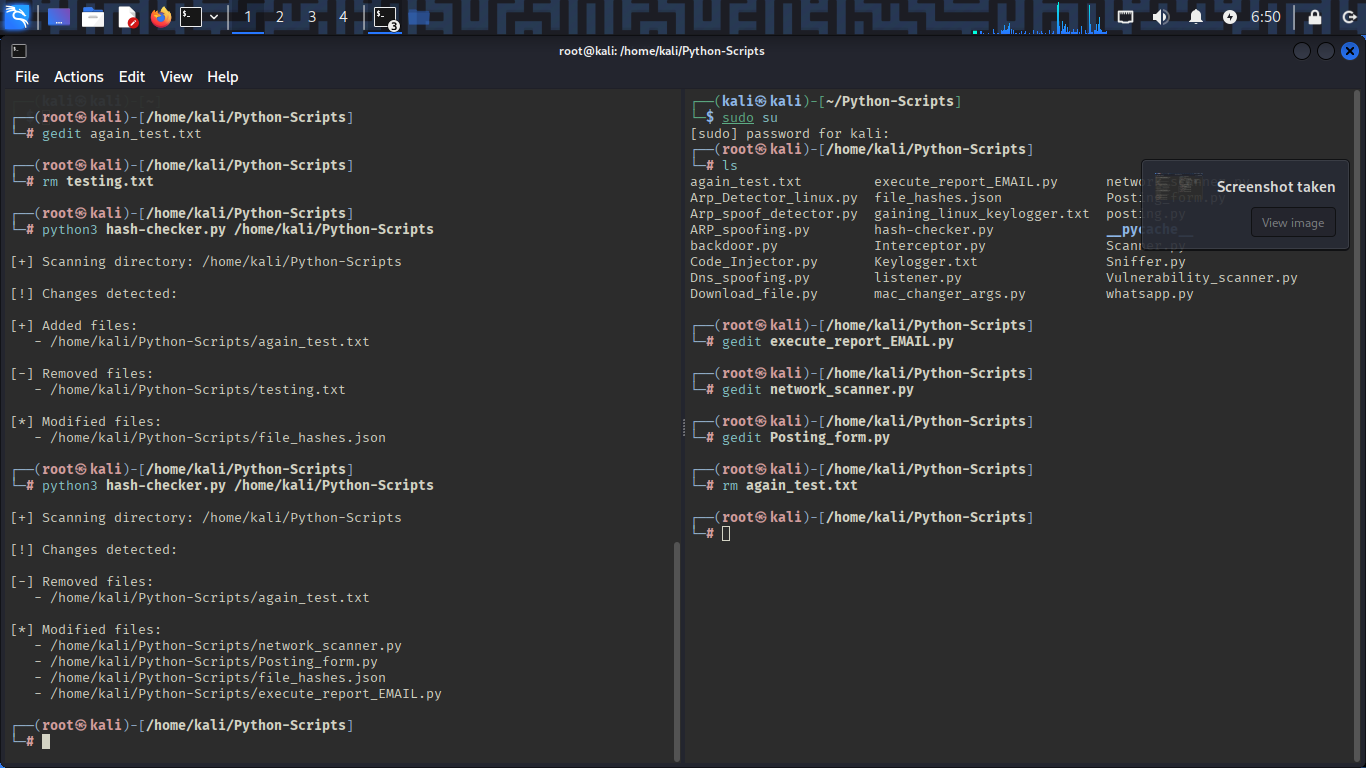 1 2 3 4 3 6:50
root@kali: /home/kali/Python-Scripts
File Actions Edit View Help
┌──(root㉿kali)-[/home/kali/Python-Scripts]
└─# gedit again_test.txt
┌──(root㉿kali)-[/home/kali/Python-Scripts]
└─# rm testing.txt
┌──(root㉿kali)-[/home/kali/Python-Scripts]
└─# python3 hash-checker.py /home/kali/Python-Scripts
[+] Scanning directory: /home/kali/Python-Scripts
[!] Changes detected:
[+] Added files:
- /home/kali/Python-Scripts/again_test.txt
[-] Removed files:
- /home/kali/Python-Scripts/testing.txt
[*] Modified files:
- /home/kali/Python-Scripts/file_hashes.json
┌──(root㉿kali)-[/home/kali/Python-Scripts]
└─# python3 hash-checker.py /home/kali/Python-Scripts
[+] Scanning directory: /home/kali/Python-Scripts
[!] Changes detected:
[-] Removed files:
- /home/kali/Python-Scripts/again_test.txt
[*] Modified files:
- /home/kali/Python-Scripts/network_scanner.py
- /home/kali/Python-Scripts/Posting_form.py
- /home/kali/Python-Scripts/file_hashes.json
- /home/kali/Python-Scripts/execute_report_EMAIL.py
┌──(root㉿kali)-[/home/kali/Python-Scripts]
└─#
┌──(kali㉿kali)-[~/Python-Scripts]
└─$ sudo su
[sudo] password for kali:
┌──(root㉿kali)-[/home/kali/Python-Scripts]
└─# ls
again_test.txt execute_report_EMAIL.py network_scanner.py
Arp_Detector_linux.py file_hashes.json Posting_form.py
Arp_spoof_detector.py gaining_linux_keylogger.txt posting.py
ARP_spoofing.py hash-checker.py __pycache__
backdoor.py Interceptor.py Scanner.py
Code_Injector.py Keylogger.txt Sniffer.py
Dns_spoofing.py listener.py Vulnerability_scanner.py
Download_file.py mac_changer_args.py whatsapp.py
┌──(root㉿kali)-[/home/kali/Python-Scripts]
└─# gedit execute_report_EMAIL.py
┌──(root㉿kali)-[/home/kali/Python-Scripts]
└─# gedit network_scanner.py
┌──(root㉿kali)-[/home/kali/Python-Scripts]
└─# gedit Posting_form.py
┌──(root㉿kali)-[/home/kali/Python-Scripts]
└─# rm again_test.txt
┌──(root㉿kali)-[/home/kali/Python-Scripts]
└─#
Screenshot taken
View image